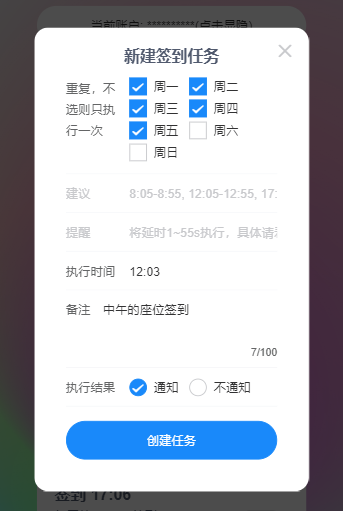 当前账户: **********(点击显隐)
新建签到任务
重复，不选则只执行一次
周一 周二
周三 周四
周五 周六
周日
建议 8:05-8:55, 12:05-12:55, 17:
提醒 将延时1~55s执行，具体请
执行时间 12:03
备注 中午的座位签到
7/100
执行结果 通知 不通知
创建任务
签到 17:06